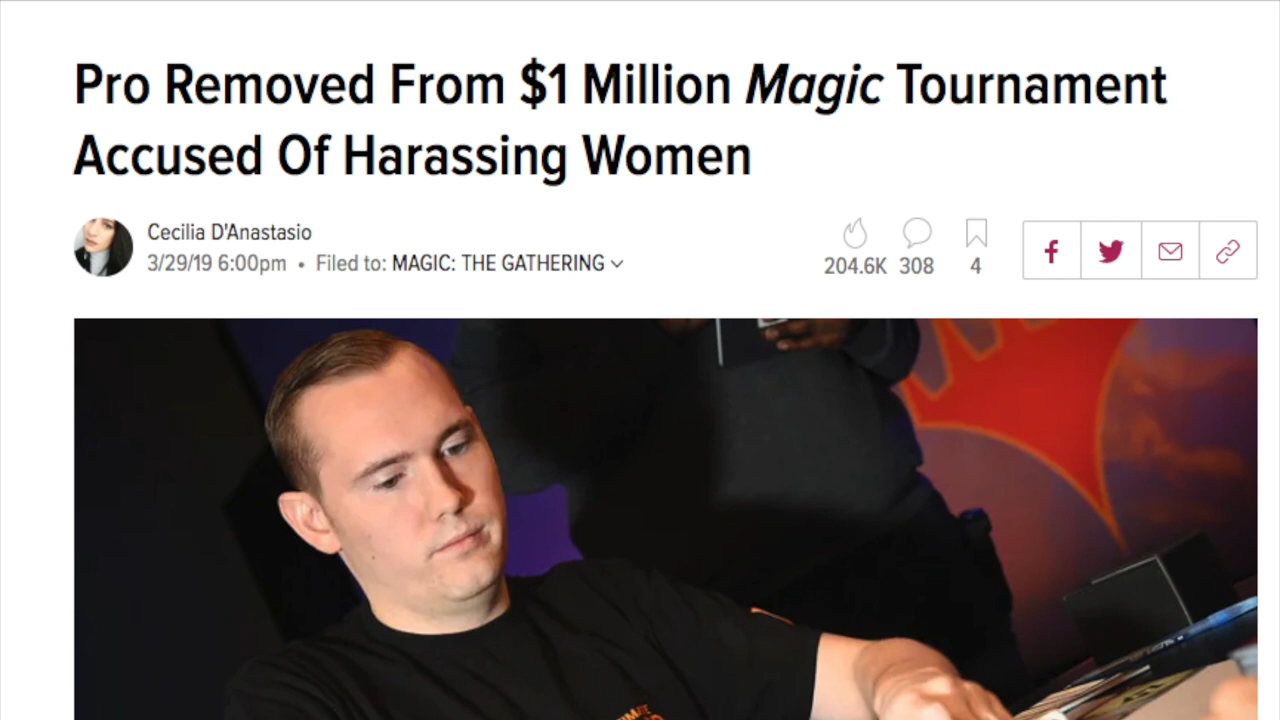 Pro Removed From $1 Million Magic Tournament
Accused Of Harassing Women
Cecilia D'Anastasio
3/29/19 6:00pm • Filed to: MAGIC: THE GATHERING
204.6K 308 4